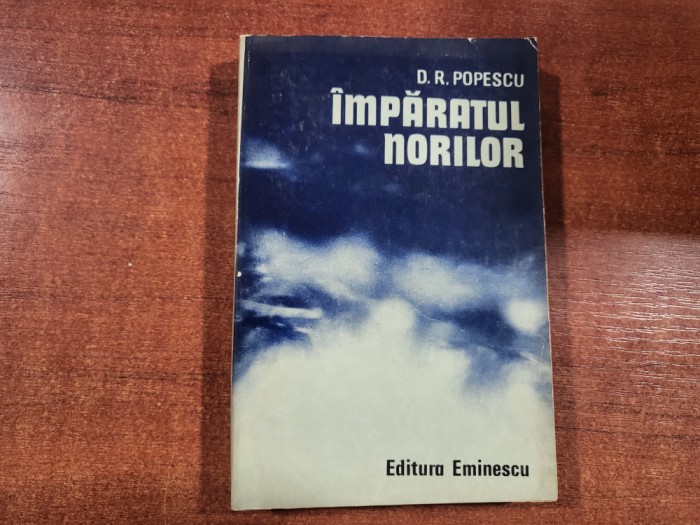 D. R. POPESCU
ÎMPĂRATUL
NORILOR
Editura Eminescu